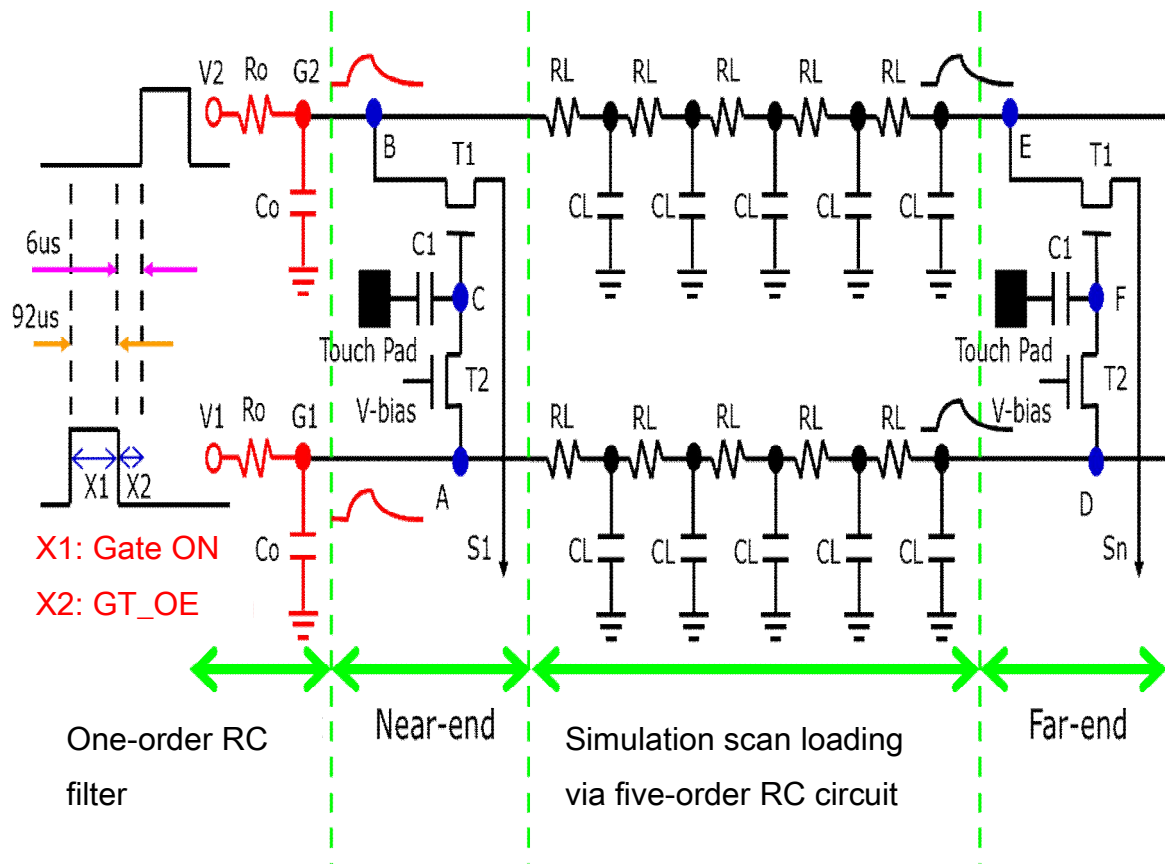 V2 Ro G2 RL RL RL RL RL
B T1 E T1
Co CL CL CL CL CL
6us C1 C1
C F
92us
Touch Pad Touch Pad
T2 T2
V-bias V-bias
V1 Ro G1 RL RL RL RL RL
X1 X2 A D
X1: Gate ON Co S1 CL CL CL CL CL Sn
X2: GT_OE
Near-end Far-end
One-order RC
filter
Simulation scan loading
via five-order RC circuit